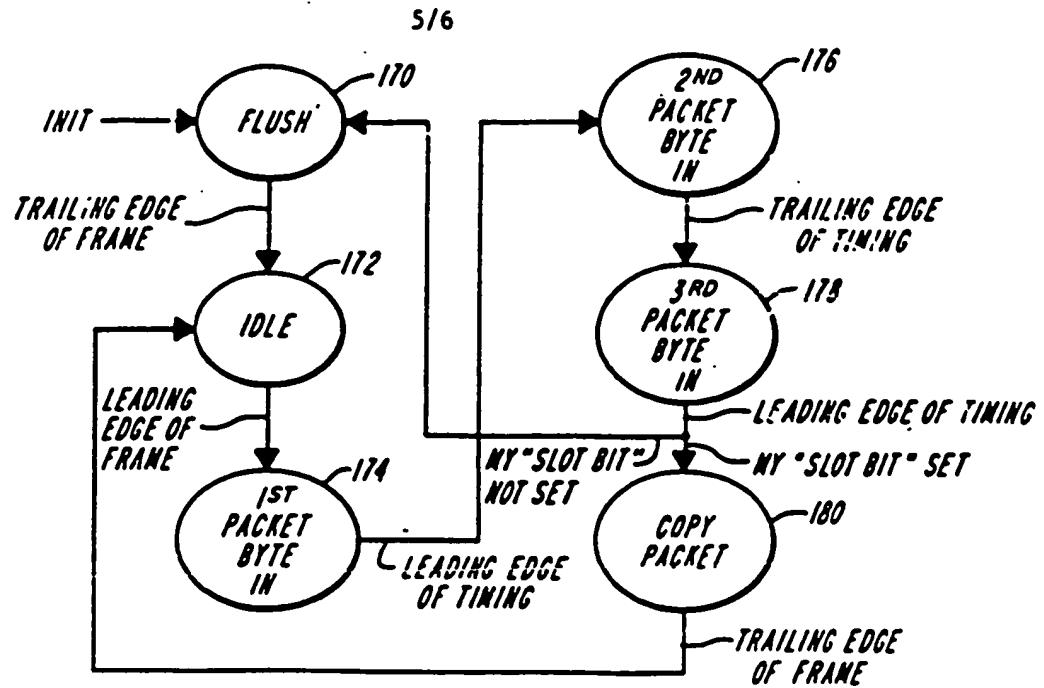 5/6
170
INIT
FLUSH
TRAILING EDGE
OF FRAME
172
IDLE
LEADING
EDGE OF
FRAME
174
1ST
PACKET
BYTE
IN
LEADING EDGE
OF TIMING
176
2ND
PACKET
BYTE
IN
TRAILING EDGE
OF TIMING
178
3RD
PACKET
BYTE
IN
LEADING EDGE OF TIMING
MY "SLOT BIT"
NOT SET
MY "SLOT BIT" SET
180
COPY
PACKET
TRAILING EDGE
OF FRAME